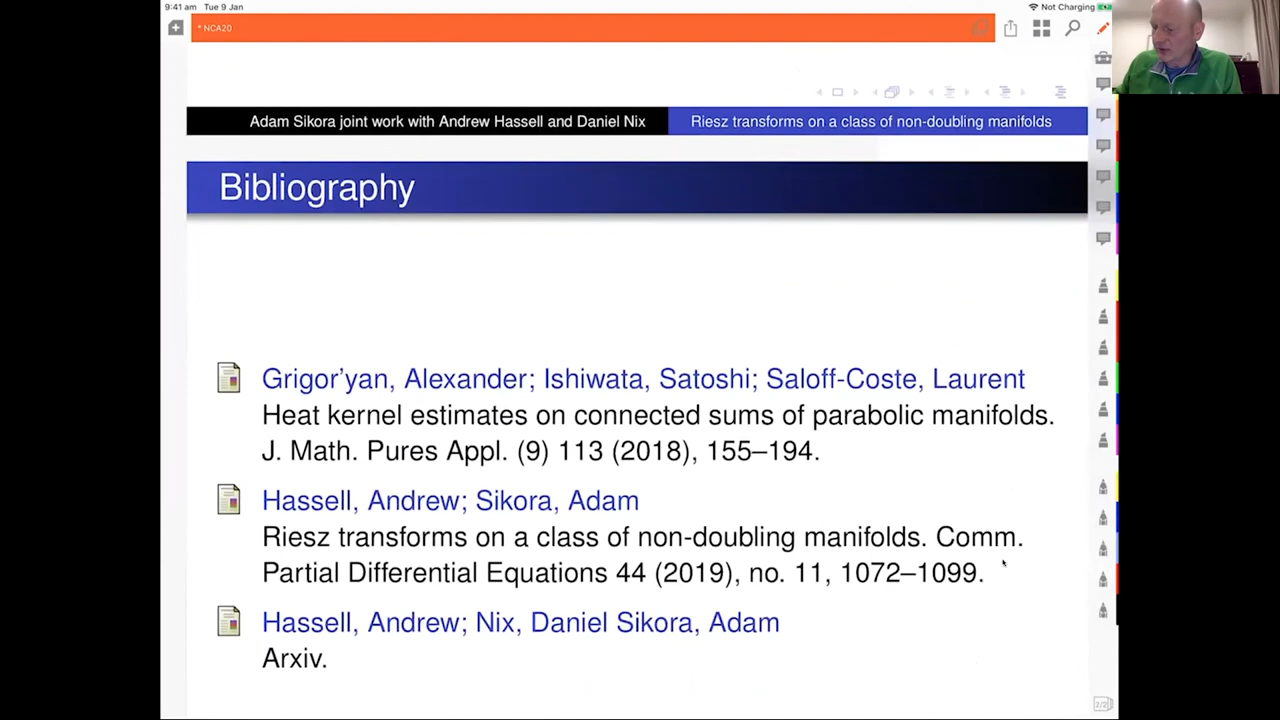 9:41 am Tue 9 Jan
Not Charging
* NCA20
Adam Sikora joint work with Andrew Hassell and Daniel Nix
Riesz transforms on a class of non-doubling manifolds
Bibliography
Grigor'yan, Alexander; Ishiwata, Satoshi; Saloff-Coste, Laurent
Heat kernel estimates on connected sums of parabolic manifolds.
J. Math. Pures Appl. (9) 113 (2018), 155–194.
Hassell, Andrew; Sikora, Adam
Riesz transforms on a class of non-doubling manifolds. Comm.
Partial Differential Equations 44 (2019), no. 11, 1072–1099.
Hassell, Andrew; Nix, Daniel Sikora, Adam
Arxiv.